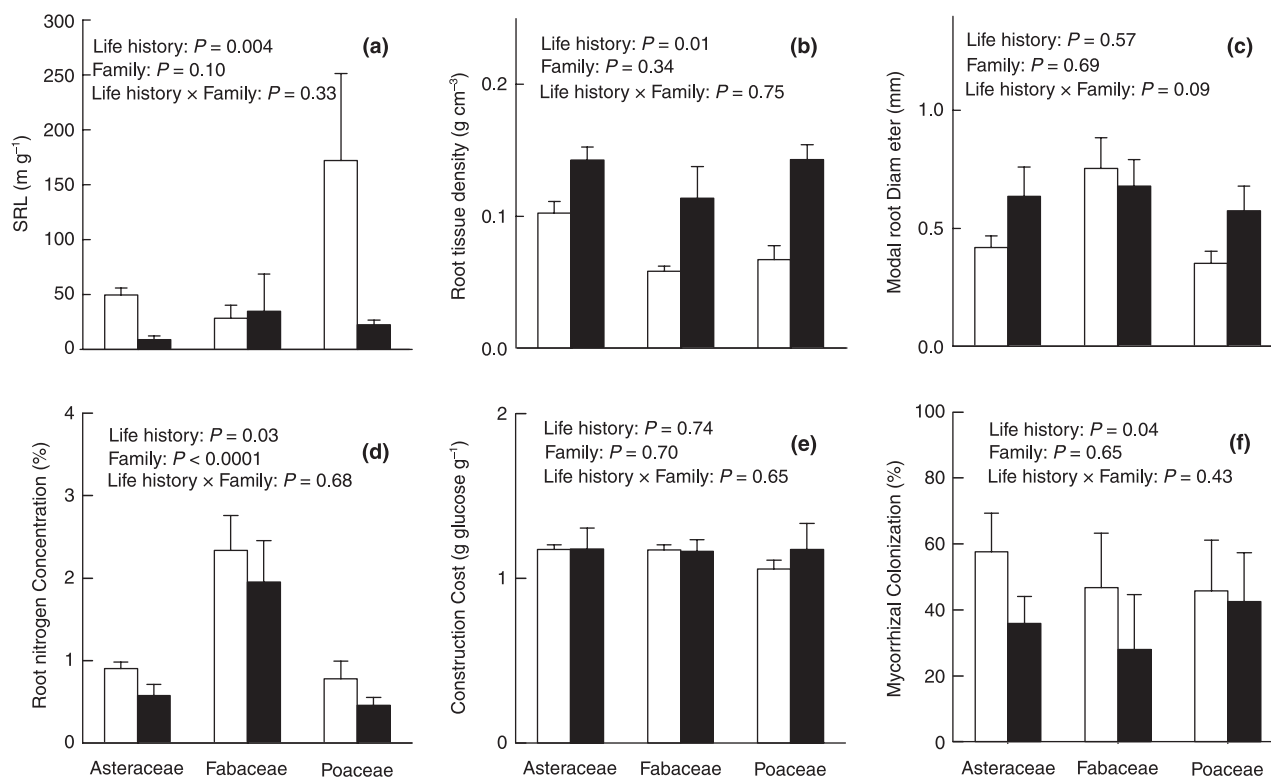 300
250
200
150
100
50
0
SRL (m g–1)
Life history: P = 0.004
Family: P = 0.10
Life history × Family: P = 0.33
(a)
0.2
0.1
0.0
Root tissue density (g cm–3)
Life history: P = 0.01
Family: P = 0.34
Life history × Family: P = 0.75
(b)
1.0
0.5
0.0
Modal root Diam eter (mm)
Life history: P = 0.57
Family: P = 0.69
Life history × Family: P = 0.09
(c)
4
3
2
1
0
Root nitrogen Concentration (%)
Life history: P = 0.03
Family: P < 0.0001
Life history × Family: P = 0.68
(d)
Asteraceae Fabaceae Poaceae
2
1
0
Construction Cost (g glucose g–1)
Life history: P = 0.74
Family: P = 0.70
Life history × Family: P = 0.65
(e)
Asteraceae Fabaceae Poaceae
100
80
60
40
20
0
Mycorrhizal Colonization (%)
Life history: P = 0.04
Family: P = 0.65
Life history × Family: P = 0.43
(f)
Asteraceae Fabaceae Poaceae